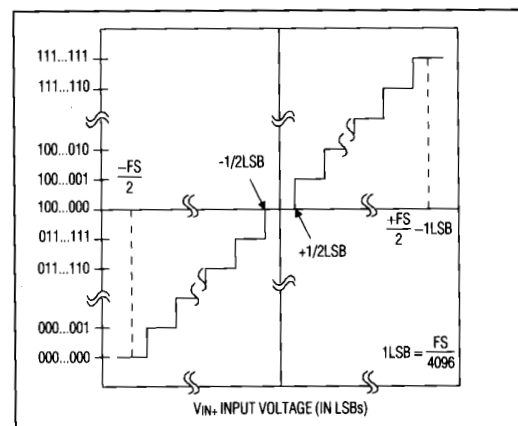 111...111
111...110
100...010
100...001
100...000
011...111
011...110
000...001
000...000
-FS
2
-1/2LSB
+1/2LSB
+FS
2
-1LSB
1LSB = FS
4096
VIN+ INPUT VOLTAGE (IN LSBs)